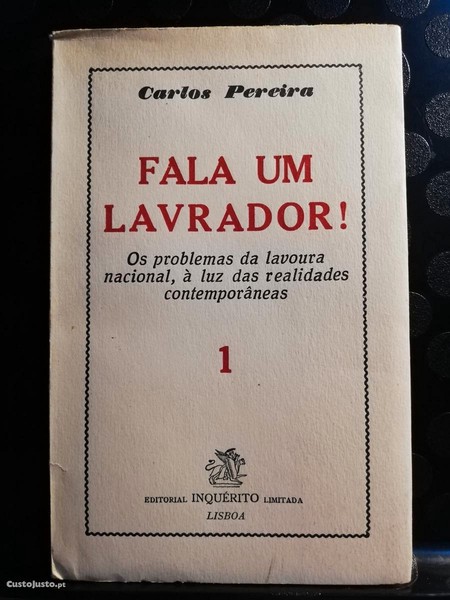 Carlos Pereira
FALA UM
LAVRADOR!
Os problemas da lavoura
nacional, à luz das realidades
contemporâneas
1
EDITORIAL INQUÉRITO LIMITADA
LISBOA
CustoJusto.pt